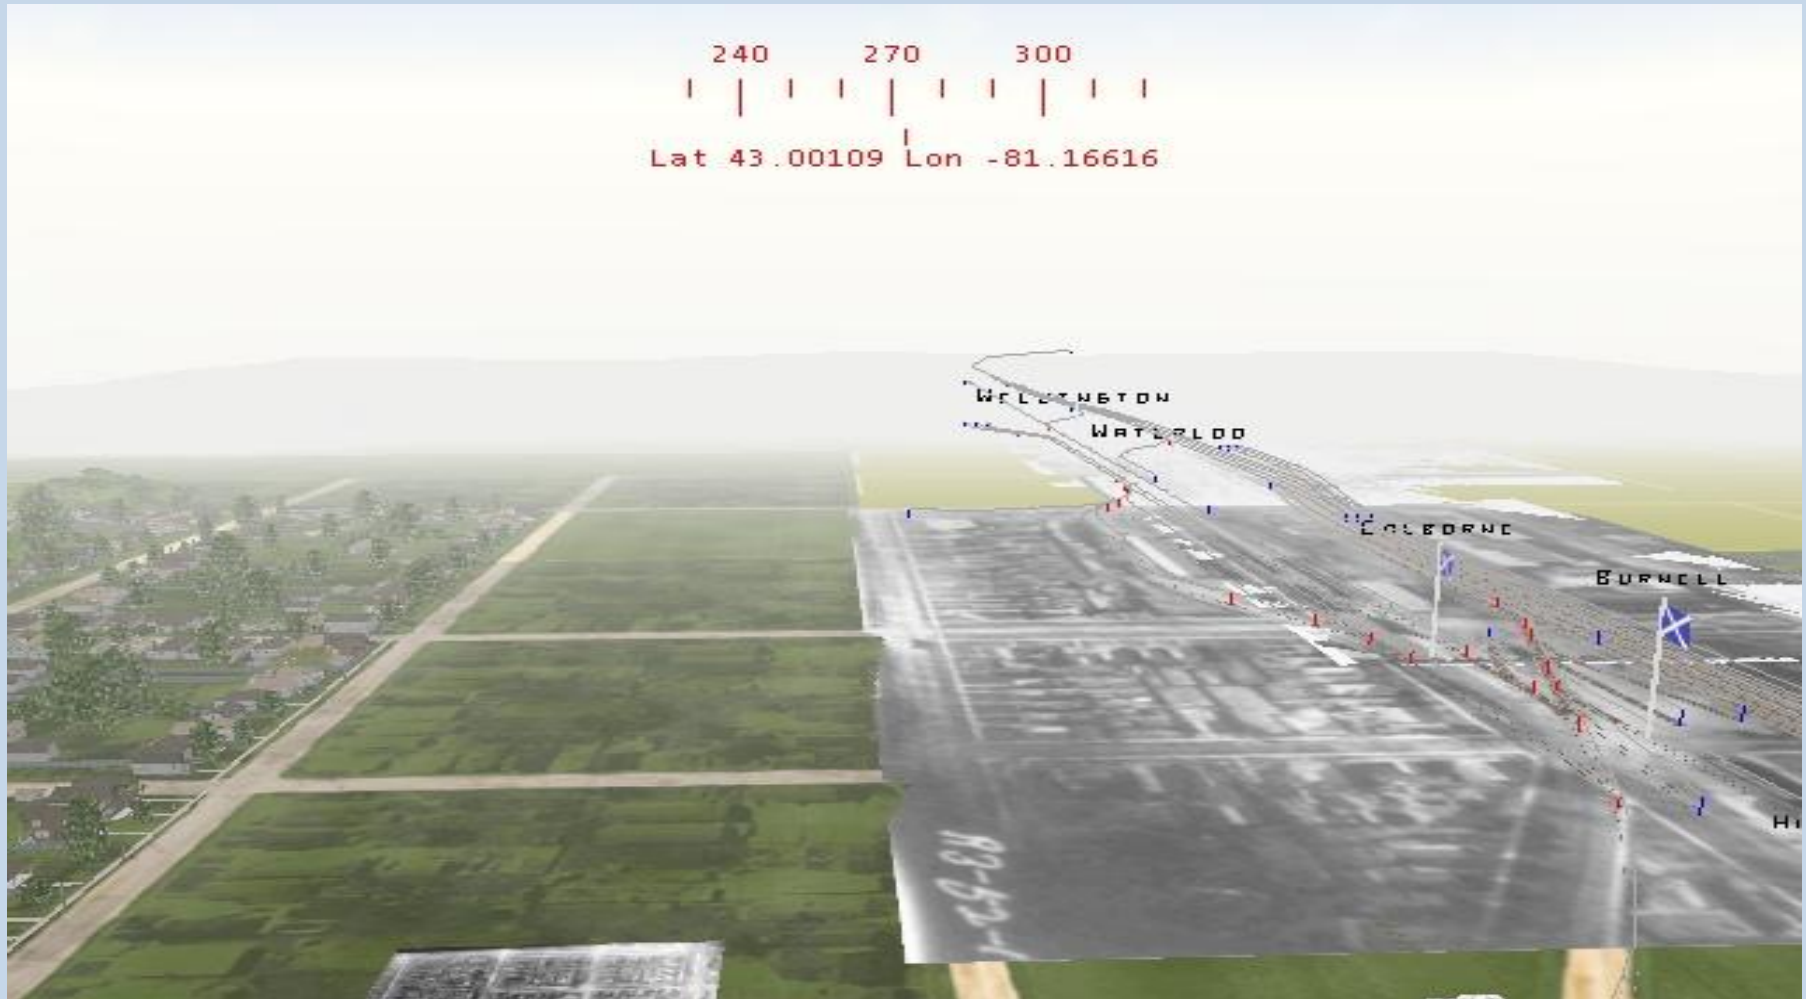 240 270 300
Lat 43.00109 Lon -81.16616
WELLINGTON
WATERLOO
COLBORNE
BURWELL